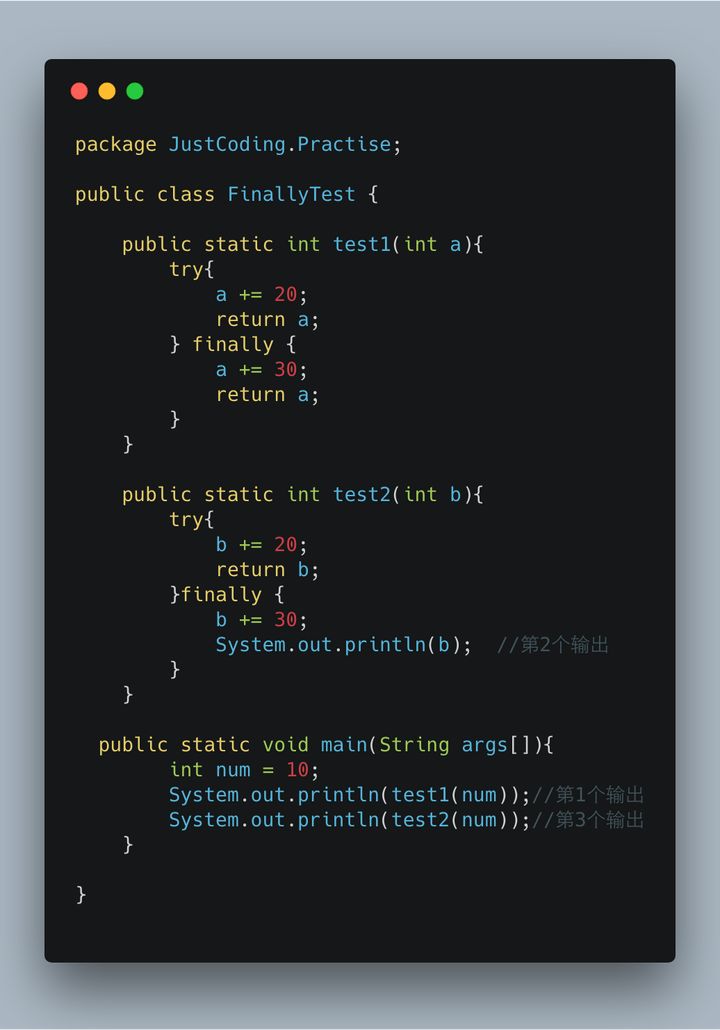 package JustCoding.Practise;
public class FinallyTest {
public static int test1(int a){
try{
a += 20;
return a;
} finally {
a += 30;
return a;
}
}
public static int test2(int b){
try{
b += 20;
return b;
}finally {
b += 30;
System.out.println(b);  //第2个输出
}
}
public static void main(String args[]){
int num = 10;
System.out.println(test1(num));//第1个输出
System.out.println(test2(num));//第3个输出
}
}